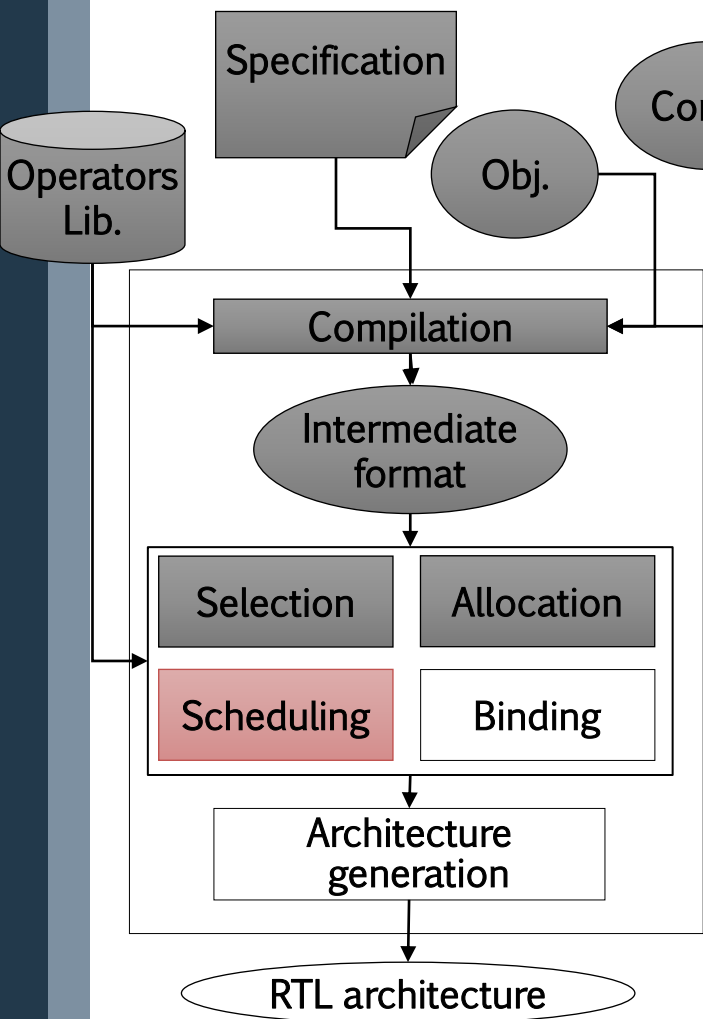 Specification
Operators
Lib.
Obj.
Compilation
Intermediate
format
Selection
Allocation
Scheduling
Binding
Architecture
generation
RTL architecture